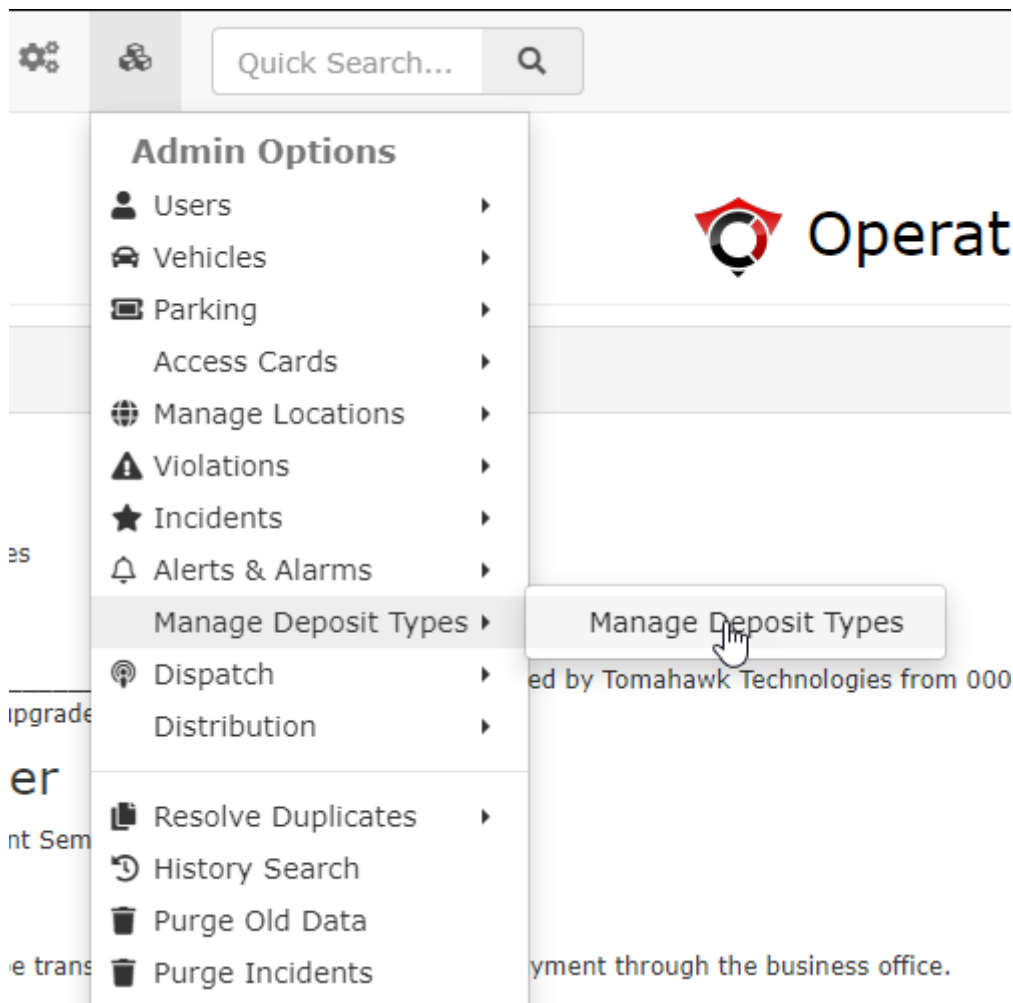 Quick Search...
Admin Options
Users
Operat
Vehicles
Parking
Access Cards
Manage Locations
Violations
Incidents
es
Alerts & Alarms
Manage Deposit Types
Manage Deposit Types
Dispatch
ed by Tomahawk Technologies from 000
upgrade
Distribution
er
Resolve Duplicates
nt Sem
History Search
Purge Old Data
e trans
yment through the business office.
Purge Incidents